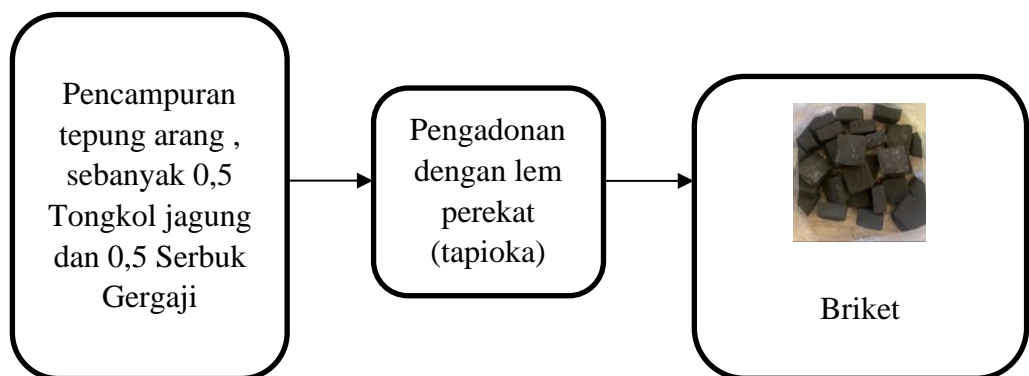 Pencampuran
tepung arang ,
sebanyak 0,5
Tongkol jagung
dan 0,5 Serbuk
Gergaji
Pengadonan
dengan lem
perekat
(tapioka)
Briket